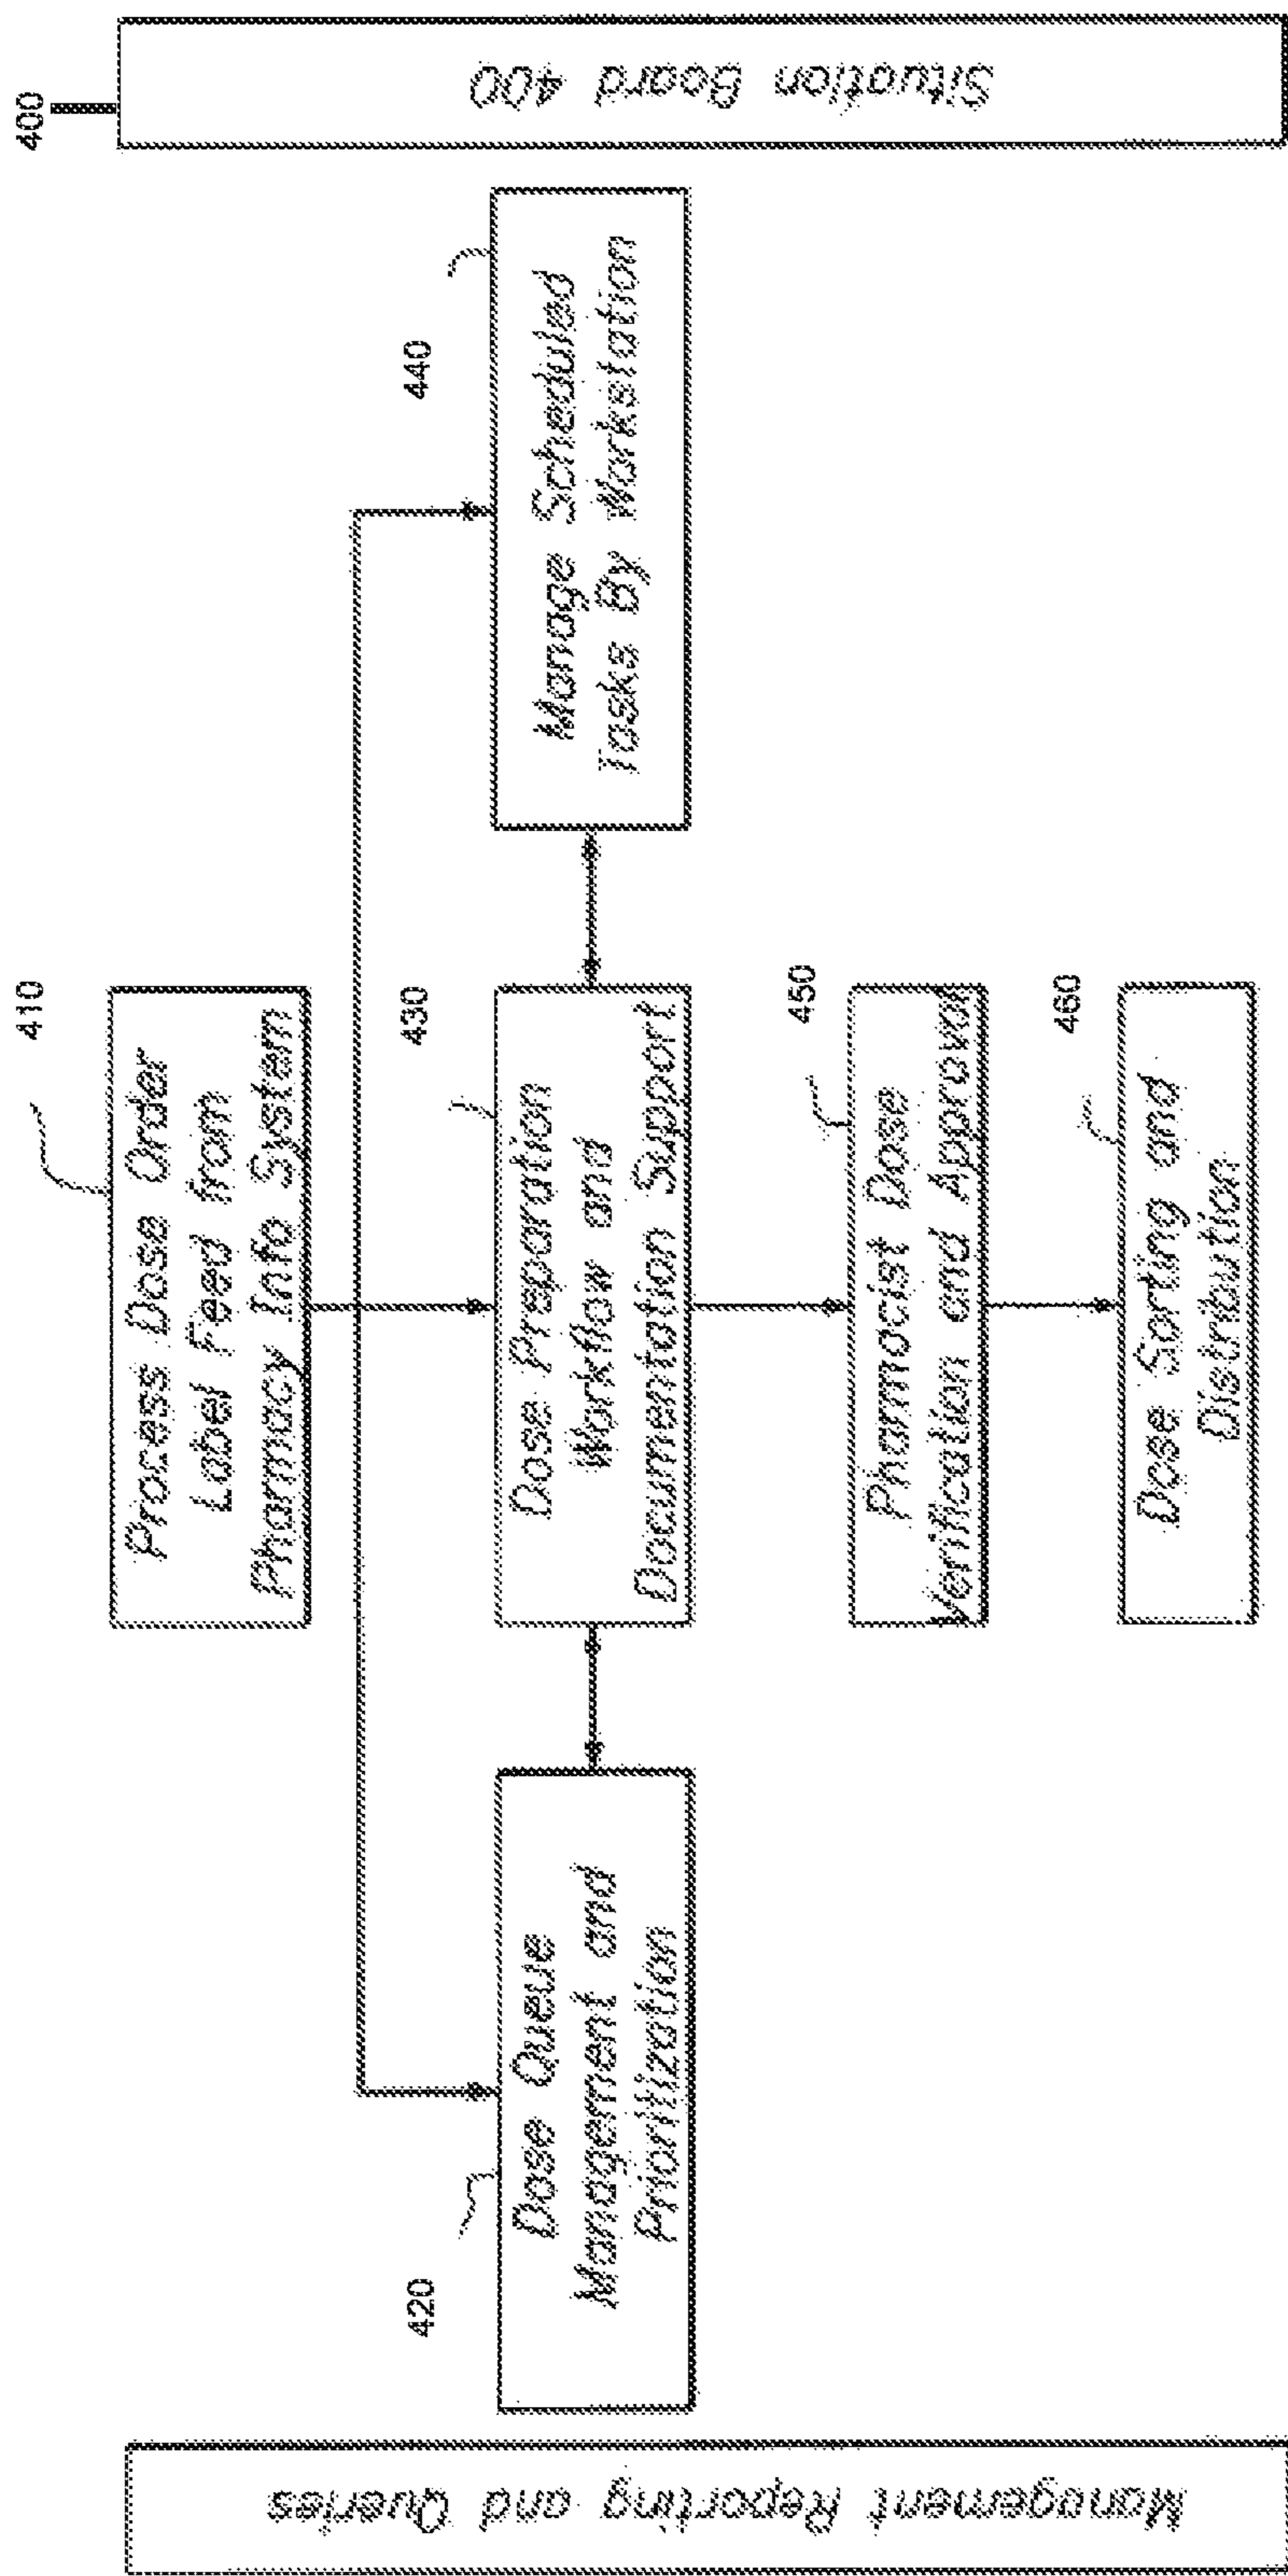 Management Reporting and Queries
410
Process Dose Order
Label Feed from
Pharmacy Info System
420
Dose Queue
Management and
Prioritization
430
Dose Preparation
Workflow and
Documentation Support
440
Manage Scheduled
Tasks By Workstation
450
Pharmacist Dose
Verification and Approval
460
Dose Sorting and
Distribution
400
Situation Board 400